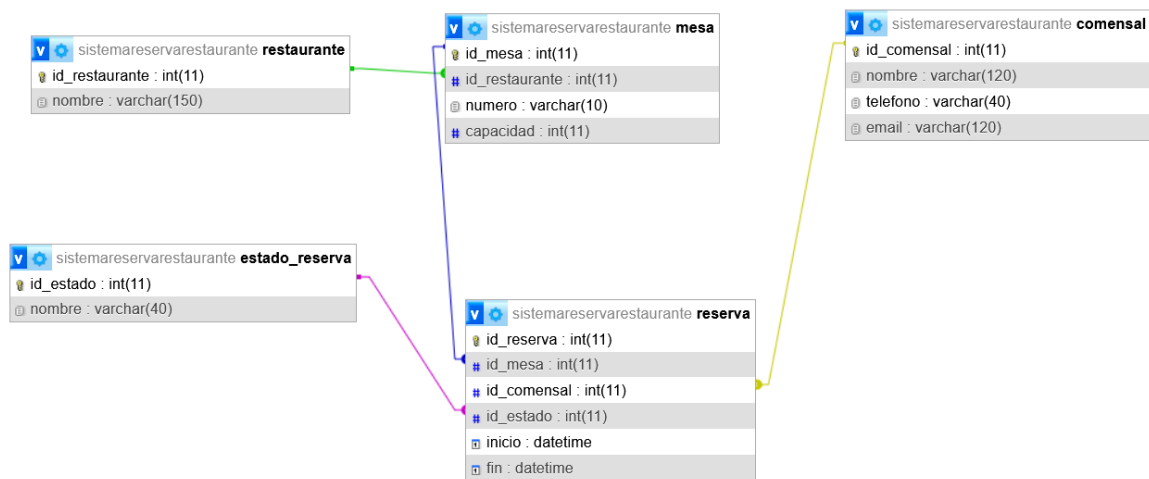 sistemareservarestaurante restaurante
id_restaurante : int(11)
nombre : varchar(150)
v sistemareservarestaurante mesa
id_mesa : int(11)
id_restaurante : int(11)
numero : varchar(10)
capacidad : int(11)
v sistemareservarestaurante comensal
id_comensal : int(11)
nombre : varchar(120)
telefono : varchar(40)
email : varchar(120)
v sistemareservarestaurante estado_reserva
id_estado : int(11)
nombre : varchar(40)
v sistemareservarestaurante reserva
id_reserva : int(11)
id_mesa : int(11)
id_comensal : int(11)
id_estado : int(11)
inicio : datetime
fin : datetime